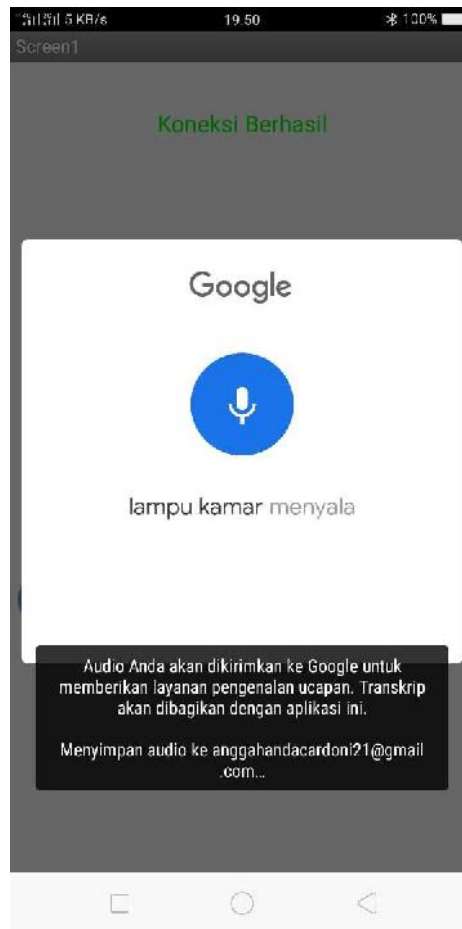 5 KB/s 19.50 100%
Screen1
Koneksi Berhasil
Google
lampu kamar menyala
Audio Anda akan dikirimkan ke Google untuk
memberikan layanan pengenalan ucapan. Transkrip
akan dibagikan dengan aplikasi ini.
Menyimpan audio ke anggahandacardoni21@gmail
.com...